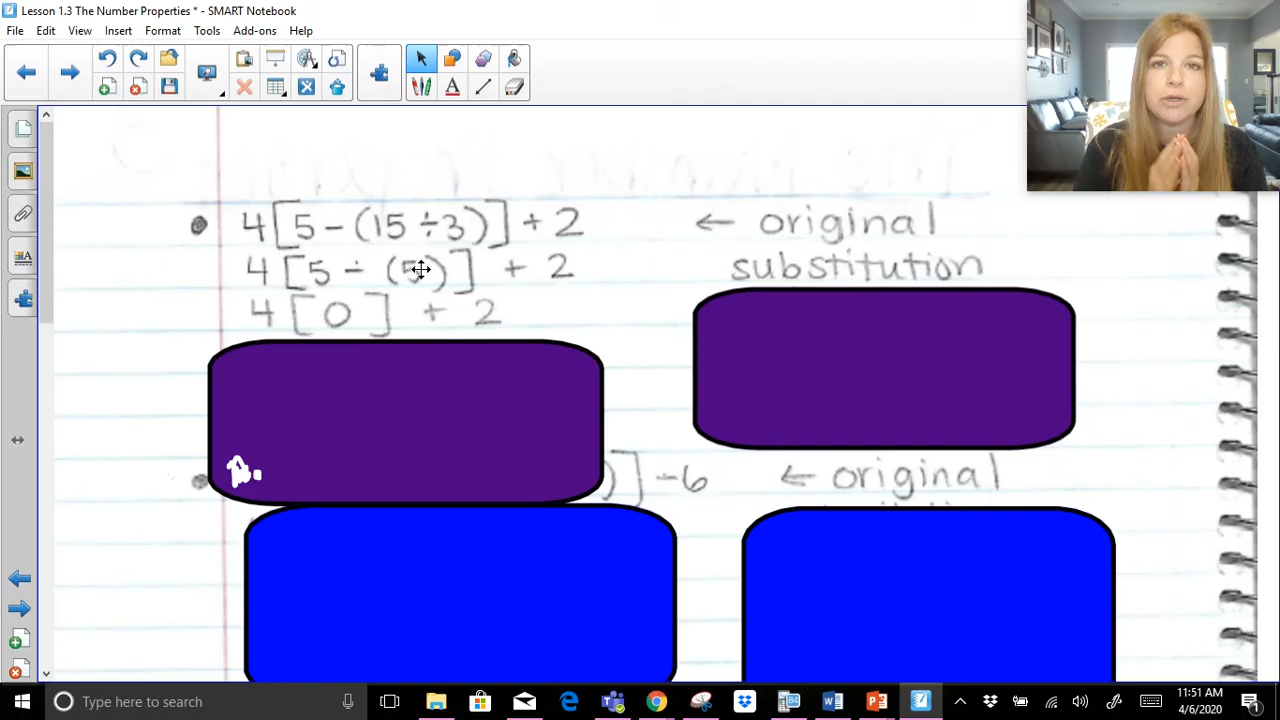 Lesson 1.3 The Number Properties * - SMART Notebook
File Edit View Insert Format Tools Add-ons Help
4[5-(15÷3)]+2 ← original
4[5-(5)] + 2 substitution
4[0] + 2
A.
)]-6 ← original
Type here to search
11:51 AM
4/6/2020